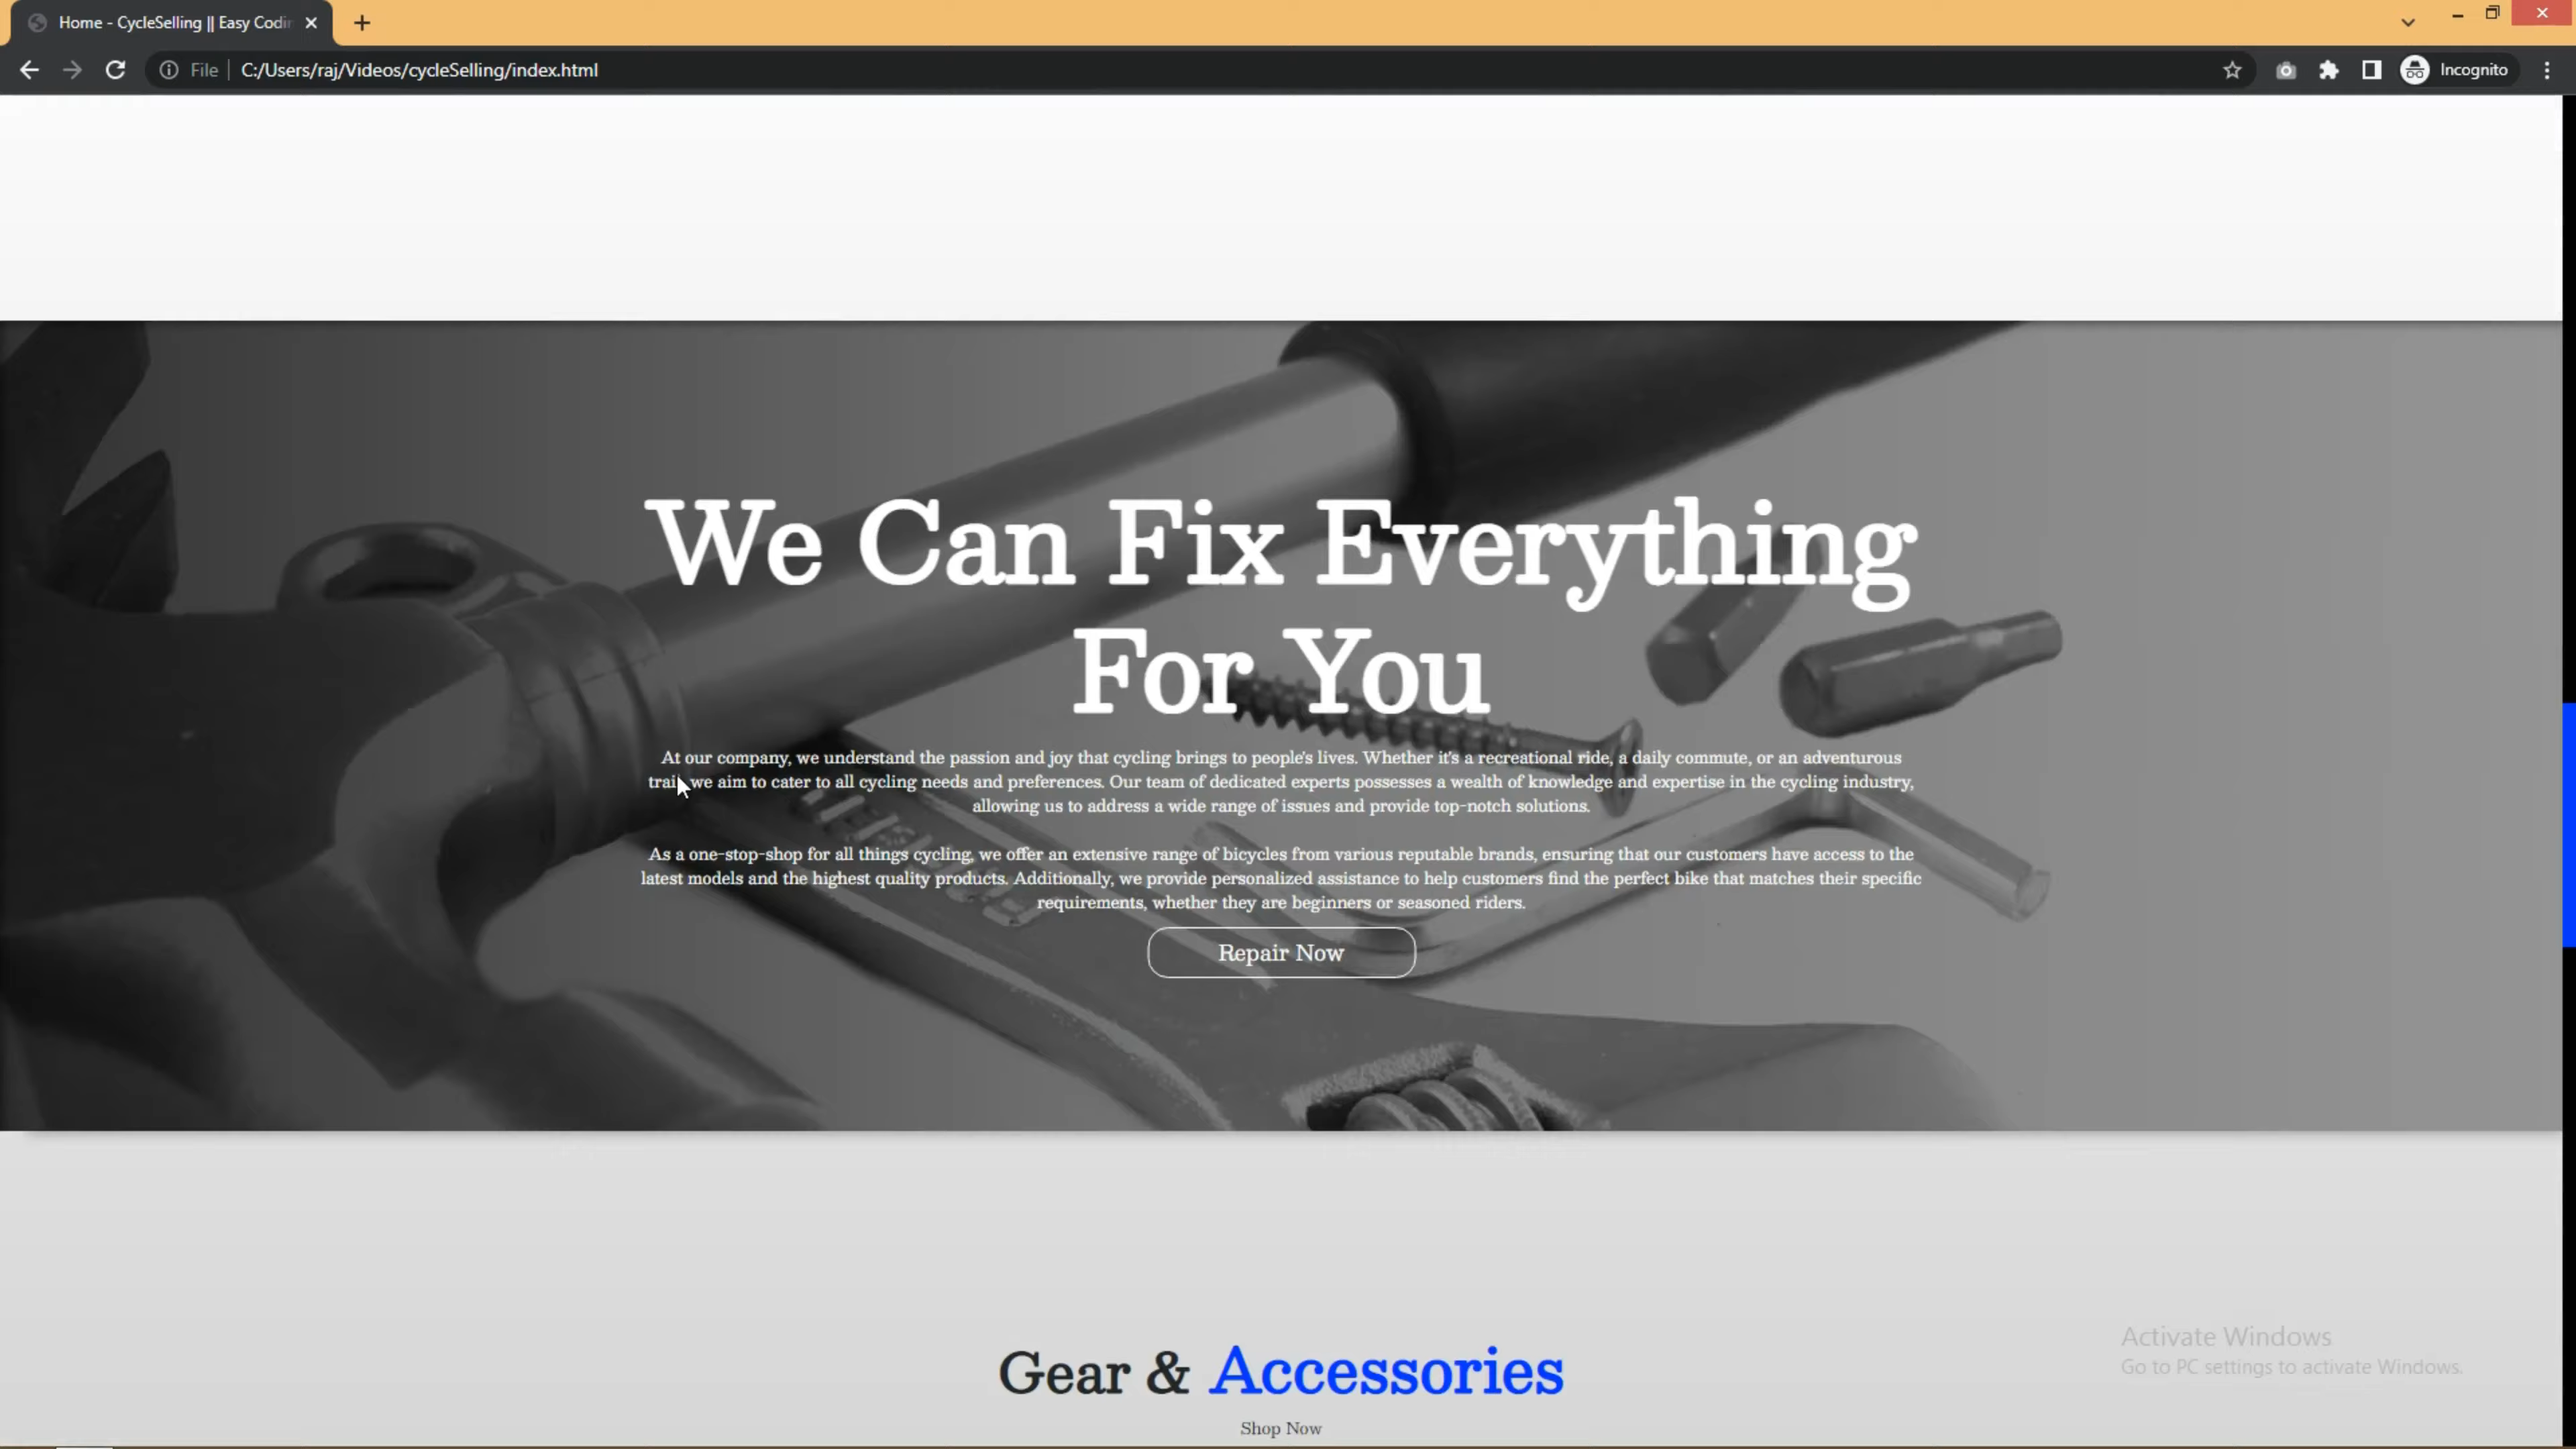 Home - CycleSelling || Easy Codin
File
C:/Users/raj/Videos/cycleSelling/index.html
Incognito
We Can Fix Everything
For You
At our company, we understand the passion and joy that cycling brings to people's lives. Whether it's a recreational ride, a daily commute, or an adventurous
trail, we aim to cater to all cycling needs and preferences. Our team of dedicated experts possesses a wealth of knowledge and expertise in the cycling industry,
allowing us to address a wide range of issues and provide top-notch solutions.
As a one-stop-shop for all things cycling, we offer an extensive range of bicycles from various reputable brands, ensuring that our customers have access to the
latest models and the highest quality products. Additionally, we provide personalized assistance to help customers find the perfect bike that matches their specific
requirements, whether they are beginners or seasoned riders.
Repair Now
Activate Windows
Go to PC settings to activate Windows.
Gear & Accessories
Shop Now